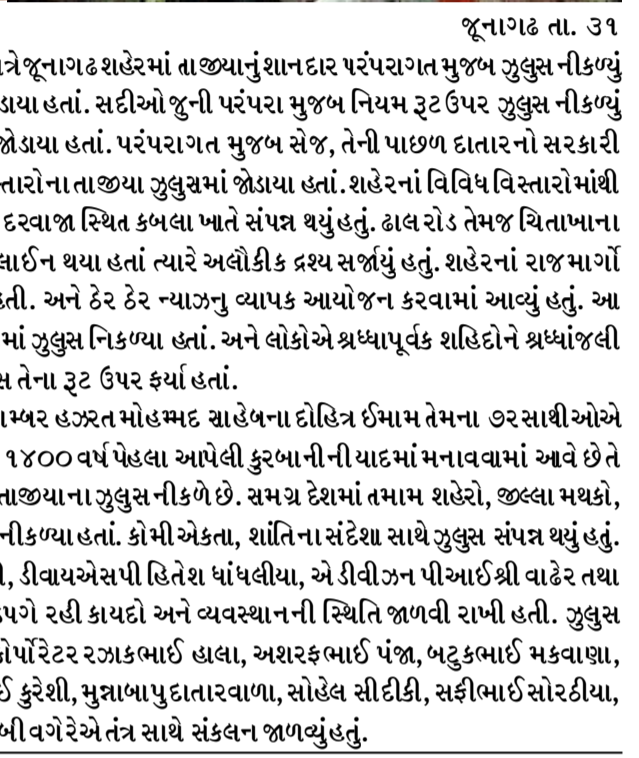 જૂનાગઢ તા. ૩૧
જૂનાગઢ શહેરમાં તાજીયાનું શાનદાર પરંપરાગત મુજબ ઝુલુસ નીકળ્યું
હતાં. સદીઓ જુની પરંપરા મુજબ નિયમ રૂટ ઉપર ઝુલુસ નીકળ્યું
જોડાયા હતાં. પરંપરાગત મુજબ સેજ, તેની પાછળ દાતારનો સરકારી
તાજીયા ઝુલુસમાં જોડાયા હતાં. શહેરનાં વિવિધ વિસ્તારોમાંથી
દરવાજા સ્થિત કબલા ખાતે સંપન્ન થયું હતું. ઢાલ રોડ તેમજ ચિતાખાના
થયા હતાં ત્યારે અલૌકીક દ્રશ્ય સર્જાયું હતું. શહેરનાં રાજમાર્ગો
અને ઠેર ઠેર ન્યાઝનુ વ્યાપક આયોજન કરવામાં આવ્યું હતું. આ
ઝુલુસ નિકળ્યા હતાં. અને લોકોએ શ્રધ્ધાપૂર્વક શહિદોને શ્રધ્ધાંજલી
તેના રૂટ ઉપર ફર્યા હતાં.
હઝરત મોહમ્મદ સાહેબના દોહિત્ર ઈમામ તેમના ૭૨ સાથીઓએ
૧૪૦૦ વર્ષ પેહલા આપેલી કુરબાનીની યાદમાં મનાવવામાં આવે છે તે
તાજીયાના ઝુલુસ નીકળે છે. સમગ્ર દેશમાં તમામ શહેરો, જીલ્લા મથકો,
નીકળ્યા હતાં. કોમી એકતા, શાંતિના સંદેશા સાથે ઝુલુસ સંપન્ન થયું હતું.
ડીવાયએસપી હિતેશ ધાંધલીયા, એ ડીવીઝન પીઆઈશ્રી વાઢેર તથા
રહી કાયદો અને વ્યવસ્થાનની સ્થિતિ જાળવી રાખી હતી. ઝુલુસ
કોર્પોરેટર રઝાકભાઈ હાલા, અશરફભાઈ પંજા, બટુકભાઈ મકવાણા,
કુરેશી, મુન્નાબાપુ દાતારવાળા, સોહેલ સીદીકી, સફીભાઈ સોરઠીયા,
વગેરેએ તંત્ર સાથે સંકલન જાળવ્યું હતું.